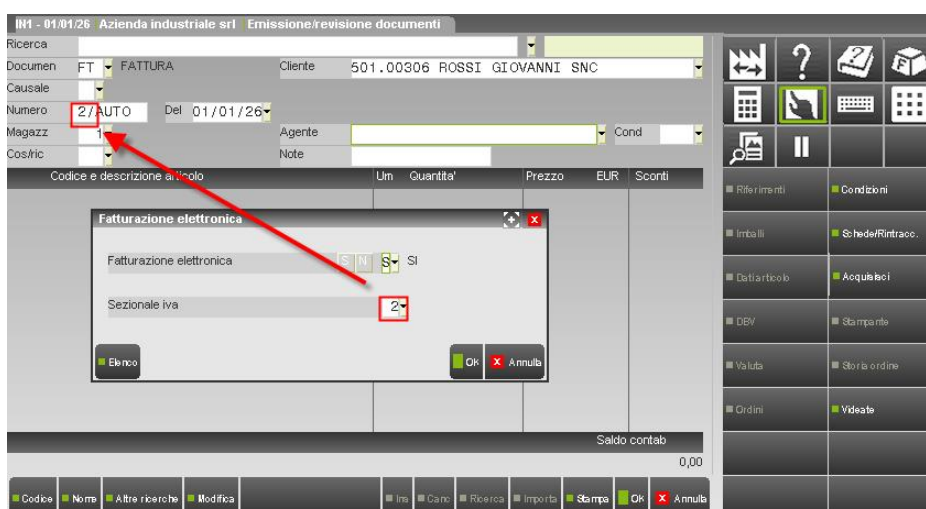 IN1 - 01/01/26 Azienda industriale srl Emissione/revisione documenti
Ricerca
Documen FT FATTURA Cliente 501.00306 ROSSI GIOVANNI SNC
Causale
Numero 2/AUTO Del 01/01/26
Magazz 1 Agente Cond
Cos/ric Note
Codice e descrizione articolo Um Quantita' Prezzo EUR Sconti
Fatturazione elettronica
Fatturazione elettronica S N S SI
Sezionale iva 2
Elenco OK Annulla
Saldo contab
0,00
Codice Nome Altre ricerche Modifica Ins Canc Ricerca Importa Stampa OK Annulla
Riferimenti Condizioni
Imballi Schede/Rintracc.
Dati articolo Acquisisci
DBV Stampante
Valuta Storia ordine
Ordini Videate